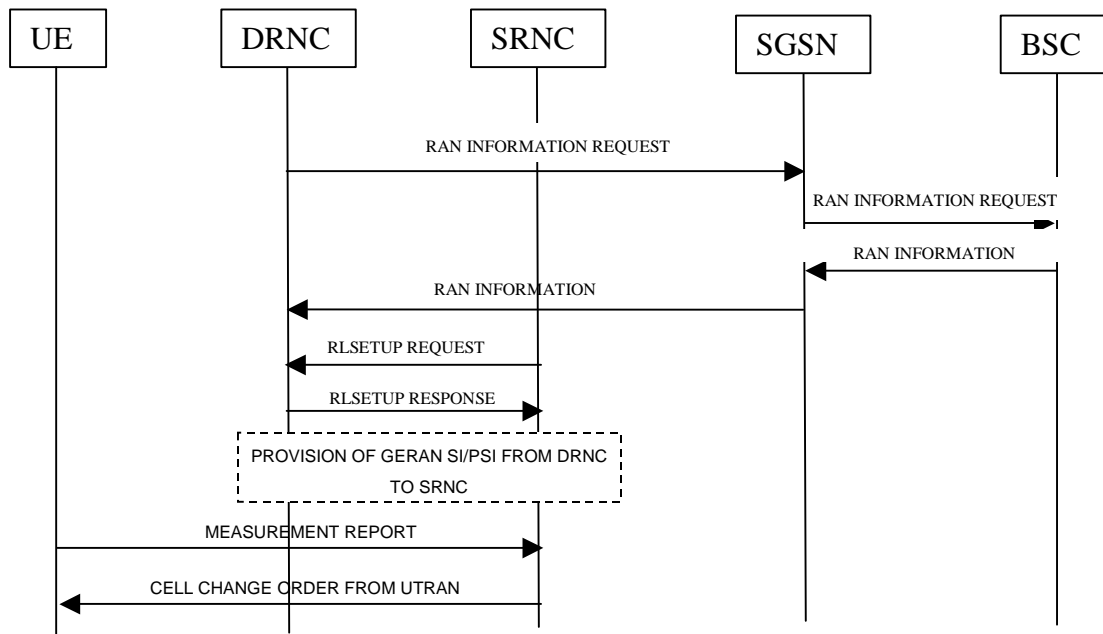 UE
DRNC
SRNC
SGSN
BSC
RAN INFORMATION REQUEST
RAN INFORMATION REQUEST
RAN INFORMATION
RAN INFORMATION
RLSETUP REQUEST
RLSETUP RESPONSE
PROVISION OF GERAN SI/PSI FROM DRNC
TO SRNC
MEASUREMENT REPORT
CELL CHANGE ORDER FROM UTRAN